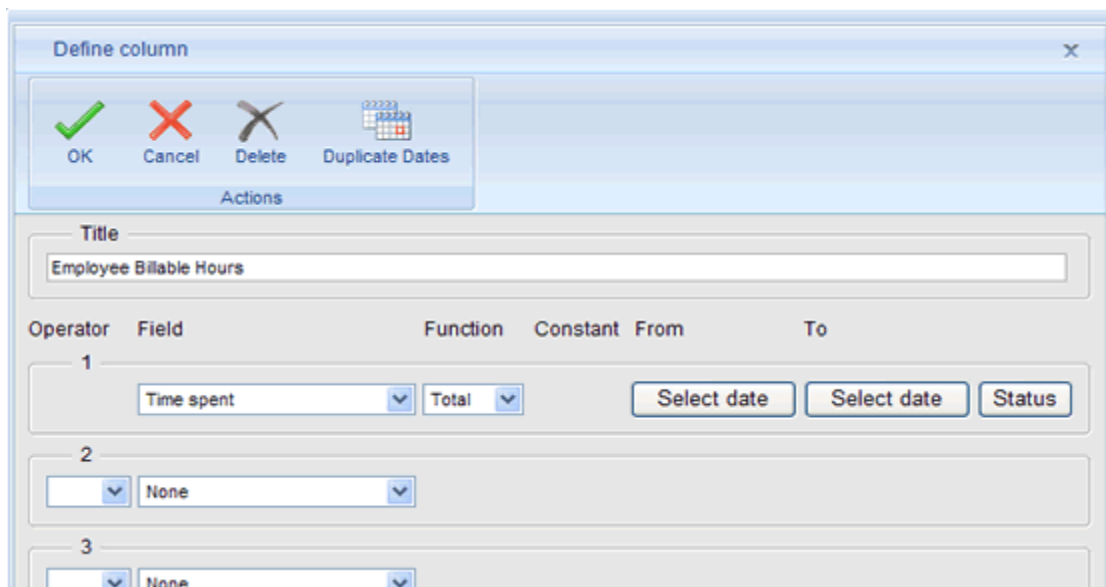 Define column
OK Cancel Delete Duplicate Dates
Actions
Title
Employee Billable Hours
Operator Field Function Constant From To
1
Time spent Total Select date Select date Status
2
None
3
None